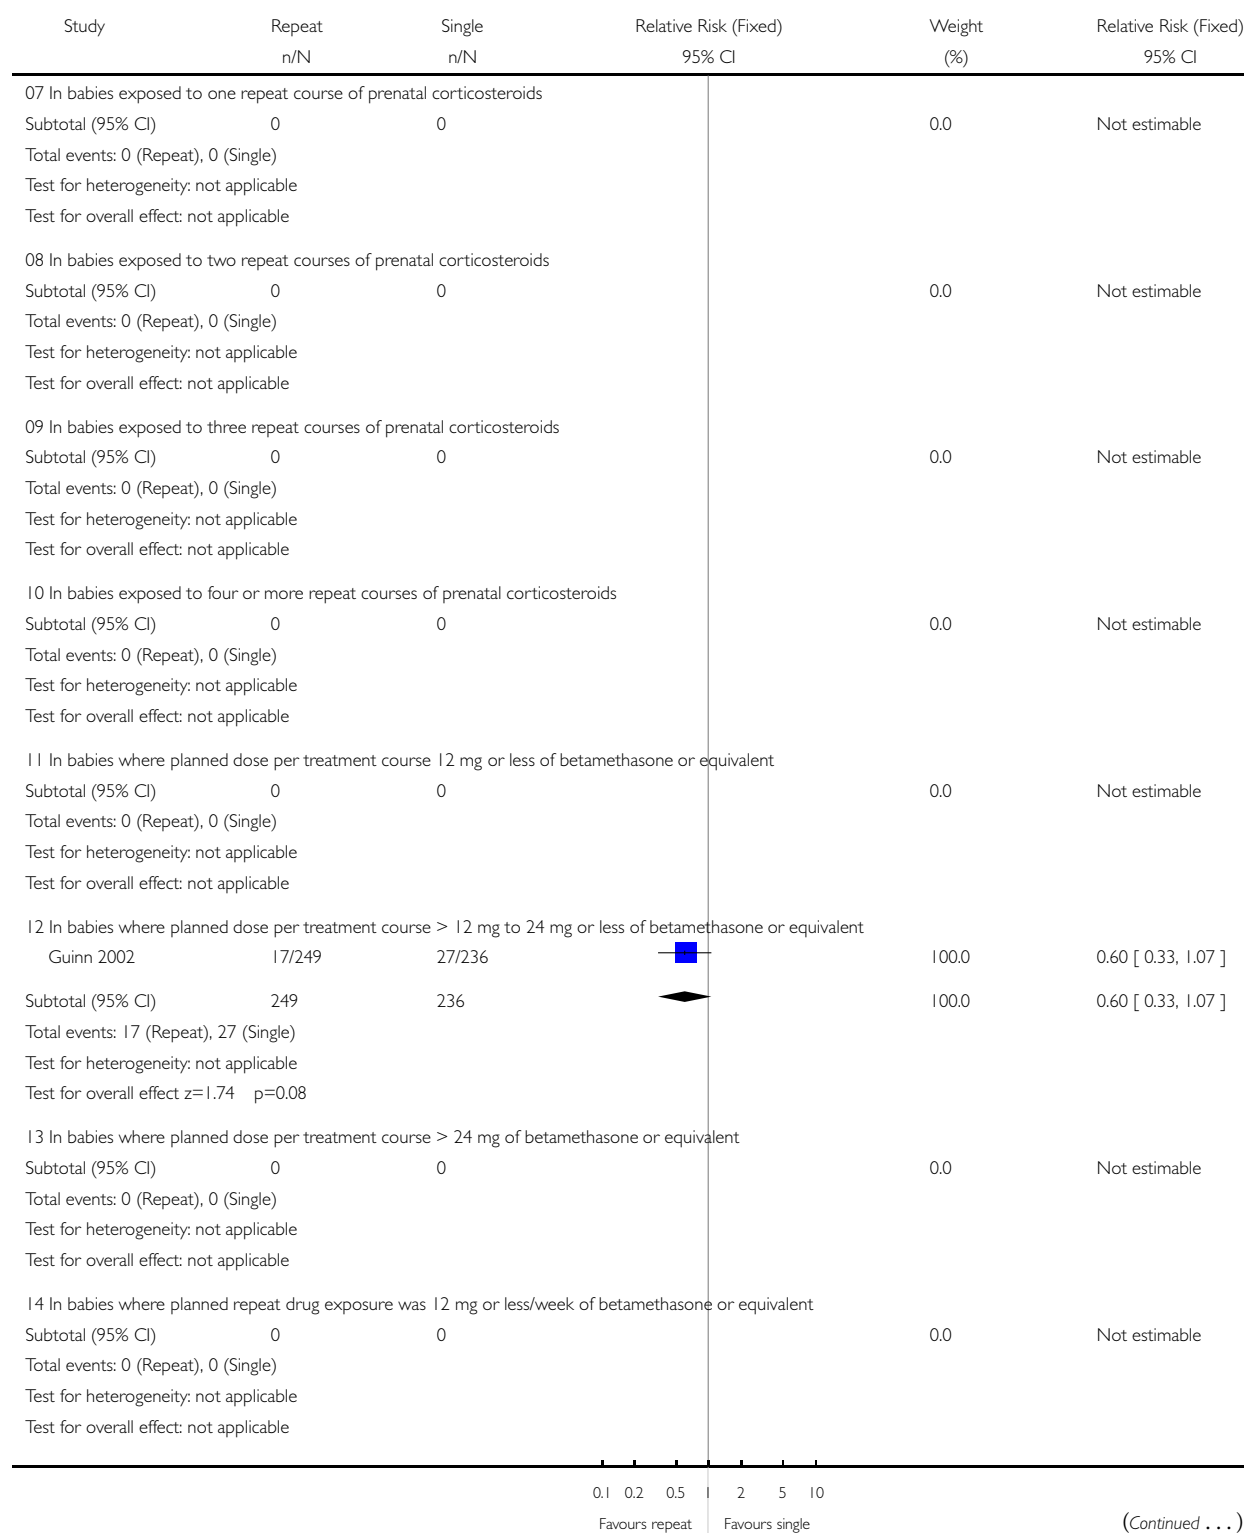 Study Repeat Single Relative Risk (Fixed) Weight Relative Risk (Fixed)
n/N n/N 95% CI (%) 95% CI
07 In babies exposed to one repeat course of prenatal corticosteroids
Subtotal (95% CI) 0 0 0.0 Not estimable
Total events: 0 (Repeat), 0 (Single)
Test for heterogeneity: not applicable
Test for overall effect: not applicable
08 In babies exposed to two repeat courses of prenatal corticosteroids
Subtotal (95% CI) 0 0 0.0 Not estimable
Total events: 0 (Repeat), 0 (Single)
Test for heterogeneity: not applicable
Test for overall effect: not applicable
09 In babies exposed to three repeat courses of prenatal corticosteroids
Subtotal (95% CI) 0 0 0.0 Not estimable
Total events: 0 (Repeat), 0 (Single)
Test for heterogeneity: not applicable
Test for overall effect: not applicable
10 In babies exposed to four or more repeat courses of prenatal corticosteroids
Subtotal (95% CI) 0 0 0.0 Not estimable
Total events: 0 (Repeat), 0 (Single)
Test for heterogeneity: not applicable
Test for overall effect: not applicable
11 In babies where planned dose per treatment course 12 mg or less of betamethasone or equivalent
Subtotal (95% CI) 0 0 0.0 Not estimable
Total events: 0 (Repeat), 0 (Single)
Test for heterogeneity: not applicable
Test for overall effect: not applicable
12 In babies where planned dose per treatment course > 12 mg to 24 mg or less of betamethasone or equivalent
Guinn 2002 17/249 27/236 100.0 0.60 [ 0.33, 1.07 ]
Subtotal (95% CI) 249 236 100.0 0.60 [ 0.33, 1.07 ]
Total events: 17 (Repeat), 27 (Single)
Test for heterogeneity: not applicable
Test for overall effect z=1.74 p=0.08
13 In babies where planned dose per treatment course > 24 mg of betamethasone or equivalent
Subtotal (95% CI) 0 0 0.0 Not estimable
Total events: 0 (Repeat), 0 (Single)
Test for heterogeneity: not applicable
Test for overall effect: not applicable
14 In babies where planned repeat drug exposure was 12 mg or less/week of betamethasone or equivalent
Subtotal (95% CI) 0 0 0.0 Not estimable
Total events: 0 (Repeat), 0 (Single)
Test for heterogeneity: not applicable
Test for overall effect: not applicable
0.1 0.2 0.5 1 2 5 10
Favours repeat Favours single (Continued . . . )